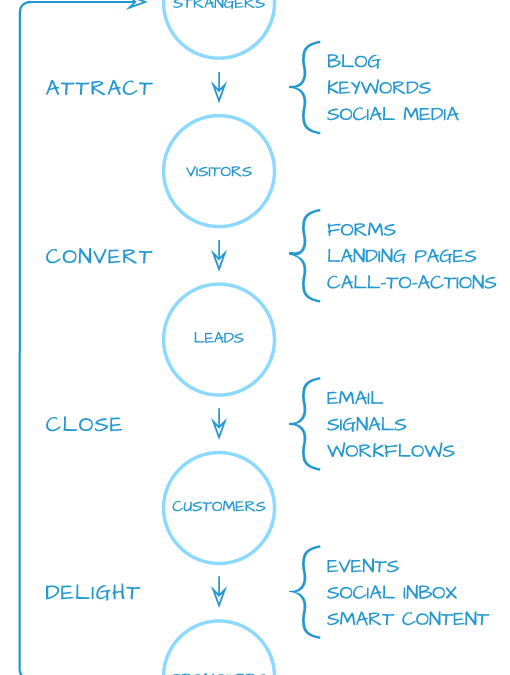 STRANGERS
ATTRACT
BLOG
KEYWORDS
SOCIAL MEDIA
VISITORS
CONVERT
FORMS
LANDING PAGES
CALL-TO-ACTIONS
LEADS
CLOSE
EMAIL
SIGNALS
WORKFLOWS
CUSTOMERS
DELIGHT
EVENTS
SOCIAL INBOX
SMART CONTENT